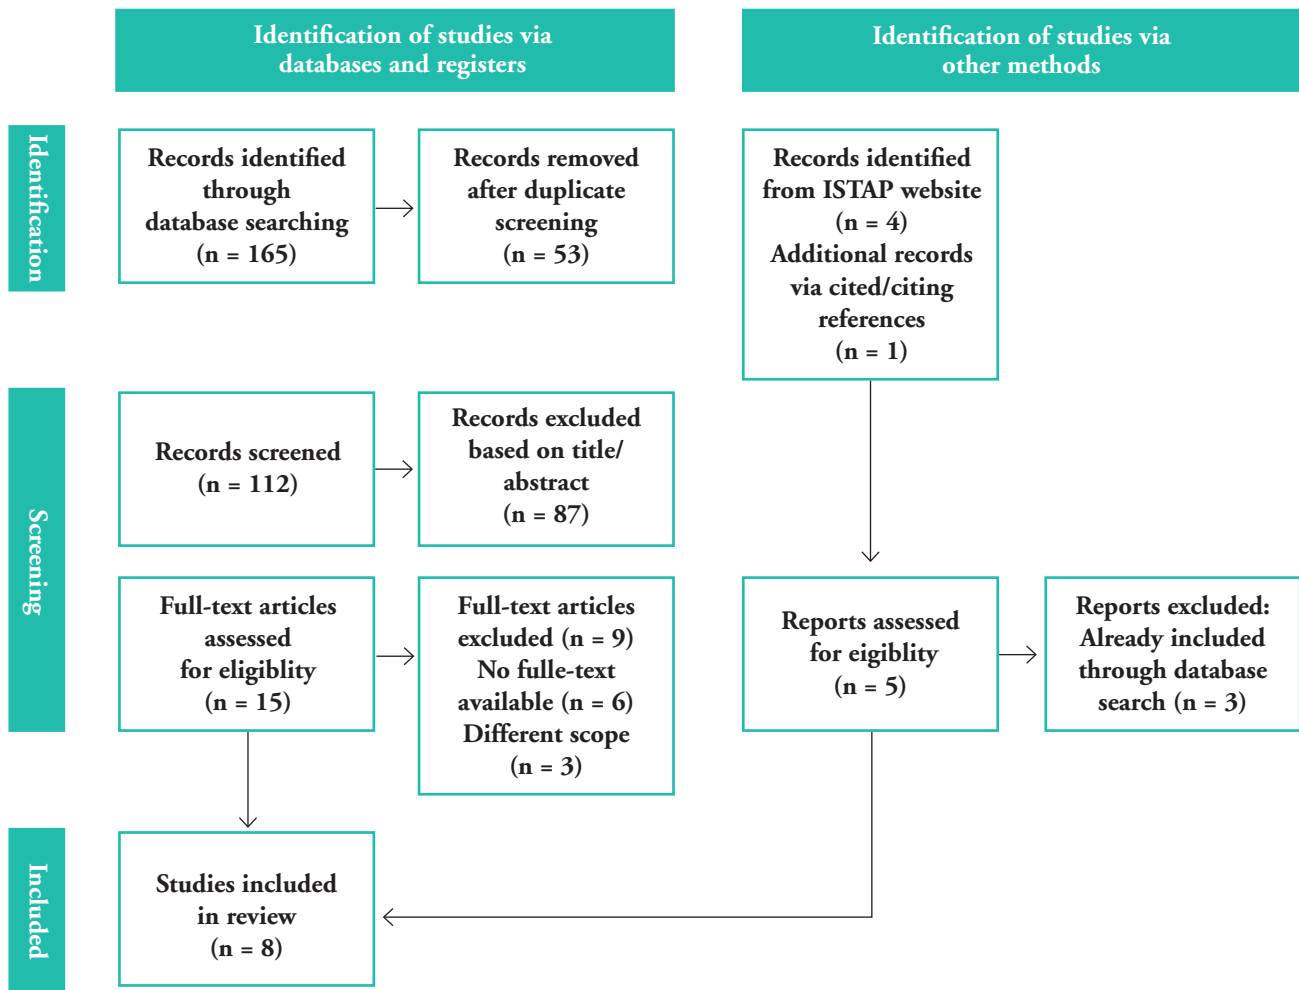 Identification of studies via
databases and registers
Identification of studies via
other methods
Identification
Records identified
through
database searching
(n = 165)
Records removed
after duplicate
screening
(n = 53)
Records identified
from ISTAP website
(n = 4)
Additional records
via cited/citing
references
(n = 1)
Screening
Records screened
(n = 112)
Records excluded
based on title/
abstract
(n = 87)
Full-text articles
assessed
for eligiblity
(n = 15)
Full-text articles
excluded (n = 9)
No fulle-text
available (n = 6)
Different scope
(n = 3)
Reports assessed
for eigiblity
(n = 5)
Reports excluded:
Already included
through database
search (n = 3)
Included
Studies included
in review
(n = 8)